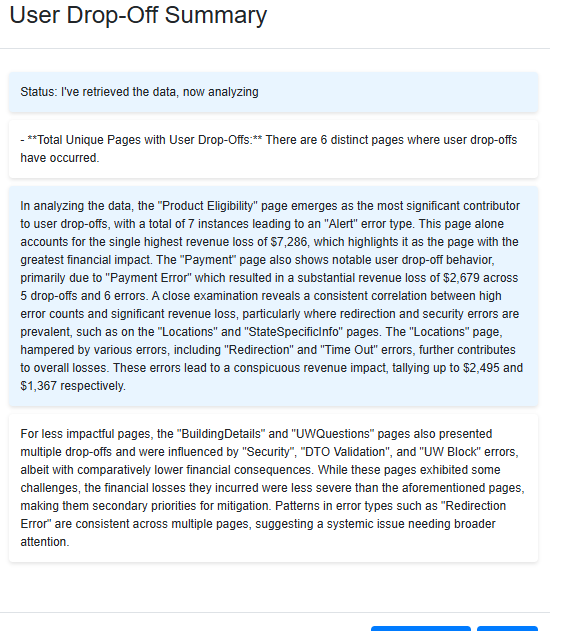 User Drop-Off Summary
Status: I've retrieved the data, now analyzing
- **Total Unique Pages with User Drop-Offs:** There are 6 distinct pages where user drop-offs
have occurred.
In analyzing the data, the "Product Eligibility" page emerges as the most significant contributor
to user drop-offs, with a total of 7 instances leading to an "Alert" error type. This page alone
accounts for the single highest revenue loss of $7,286, which highlights it as the page with the
greatest financial impact. The "Payment" page also shows notable user drop-off behavior,
primarily due to "Payment Error" which resulted in a substantial revenue loss of $2,679 across
5 drop-offs and 6 errors. A close examination reveals a consistent correlation between high
error counts and significant revenue loss, particularly where redirection and security errors are
prevalent, such as on the "Locations" and "StateSpecificInfo" pages. The "Locations" page,
hampered by various errors, including "Redirection" and "Time Out" errors, further contributes
to overall losses. These errors lead to a conspicuous revenue impact, tallying up to $2,495 and
$1,367 respectively.
For less impactful pages, the "BuildingDetails" and "UWQuestions" pages also presented
multiple drop-offs and were influenced by "Security", "DTO Validation", and "UW Block" errors,
albeit with comparatively lower financial consequences. While these pages exhibited some
challenges, the financial losses they incurred were less severe than the aforementioned pages,
making them secondary priorities for mitigation. Patterns in error types such as "Redirection
Error" are consistent across multiple pages, suggesting a systemic issue needing broader
attention.